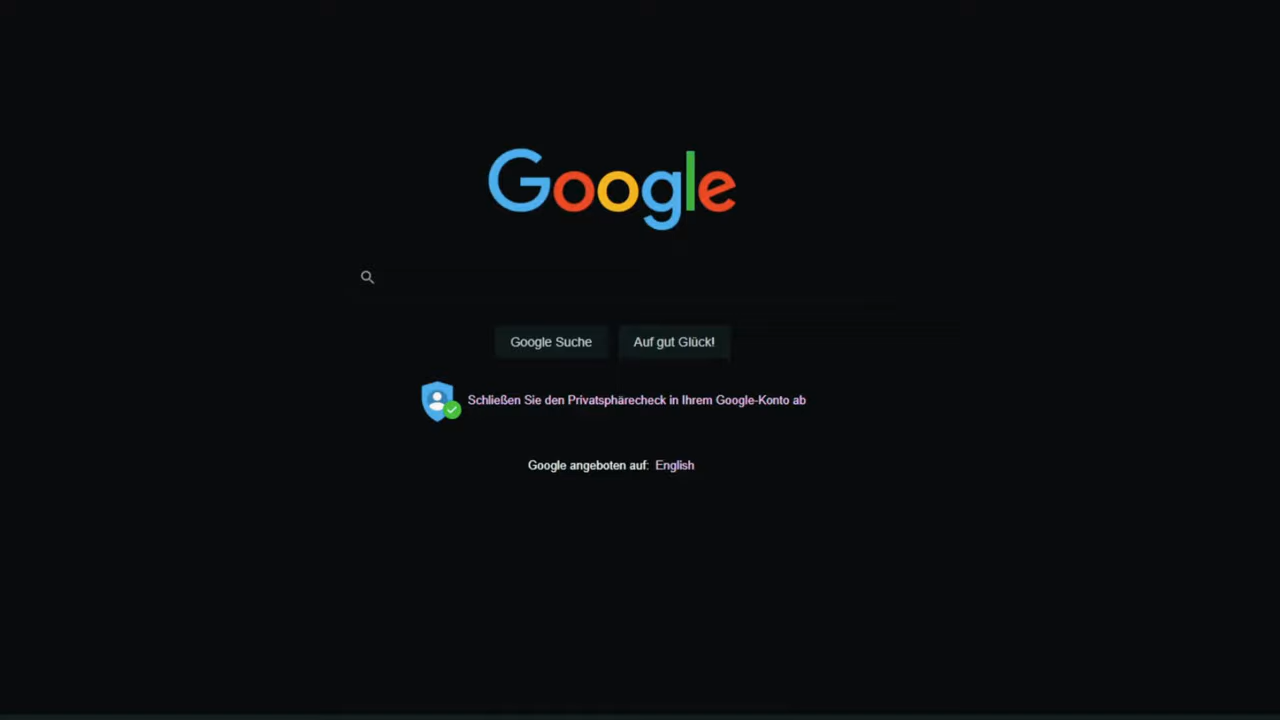 Google
Google Suche Auf gut Glück!
Schließen Sie den Privatsphärecheck in Ihrem Google-Konto ab
Google angeboten auf: English